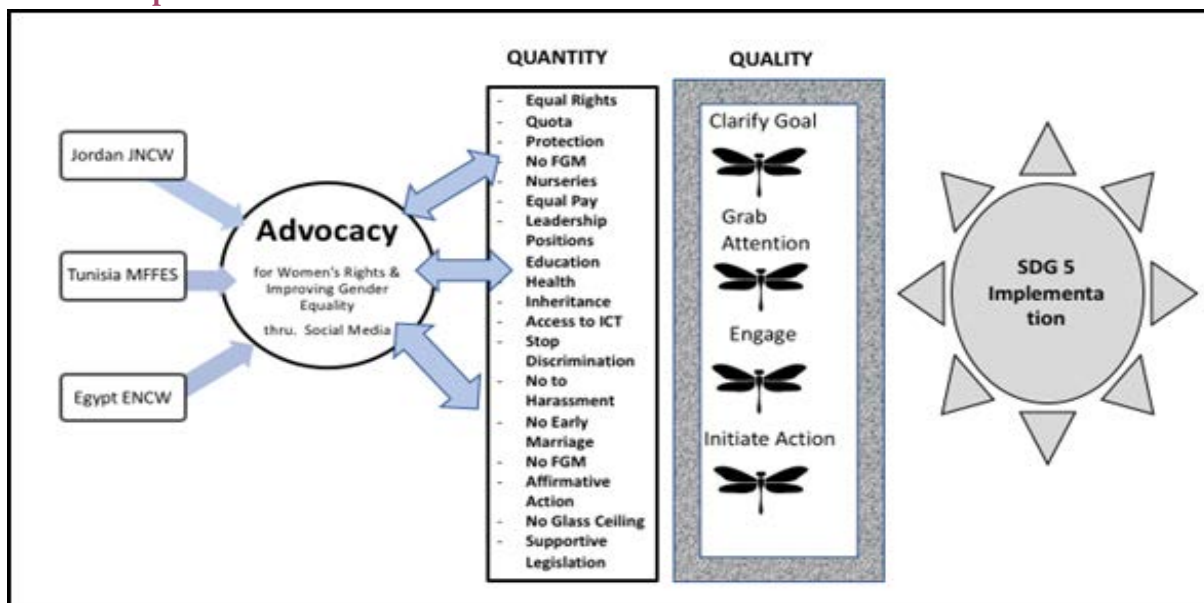 Jordan JNCW
Tunisia MFFES
Egypt ENCW
Advocacy
for Women's Rights &
Improving Gender
Equality
thru. Social Media
QUANTITY
- Equal Rights
- Quota
- Protection
- No FGM
- Nurseries
- Equal Pay
- Leadership
Positions
Education
Health
- Inheritance
- Access to ICT
- Stop
Discrimination
- No to
Harassment
- No Early
Marriage
- No FGM
- Affirmative
Action
- No Glass Ceiling
- Supportive
Legislation
QUALITY
Clarify Goal
Grab
Attention
Engage
Initiate Action
SDG 5
Implementa
tion